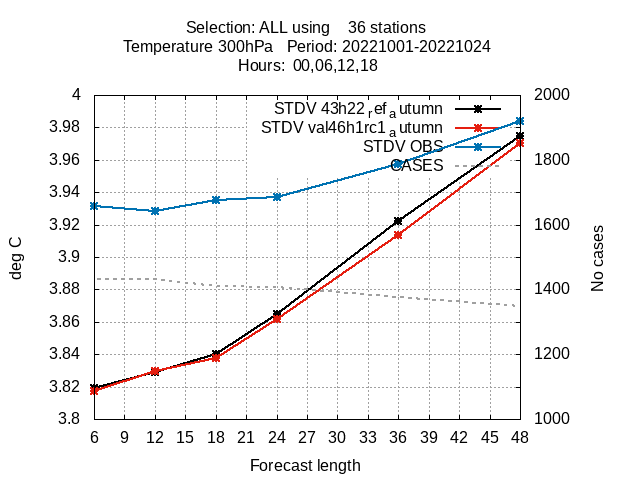 Selection: ALL using 36 stations
Temperature 300hPa Period: 20221001-20221024
Hours: 00,06,12,18
STDV 43h22ref autumn
STDV val46h1rc1autumn
STDV OBS
CASES
4
3.98
3.96
3.94
3.92
3.9
3.88
3.86
3.84
3.82
3.8
deg C
2000
1800
1600
1400
1200
1000
No cases
6 9 12 15 18 21 24 27 30 33 36 39 42 45 48
Forecast length